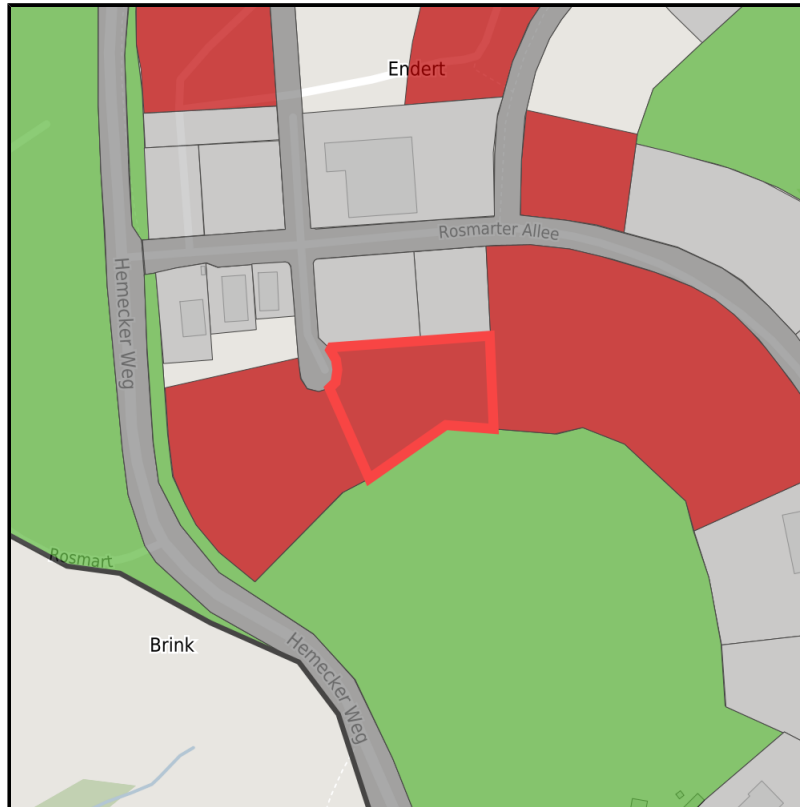 Endert
Rosmarter Allee
Hemecker Weg
Rosmart
Brink
Hemecker Weg